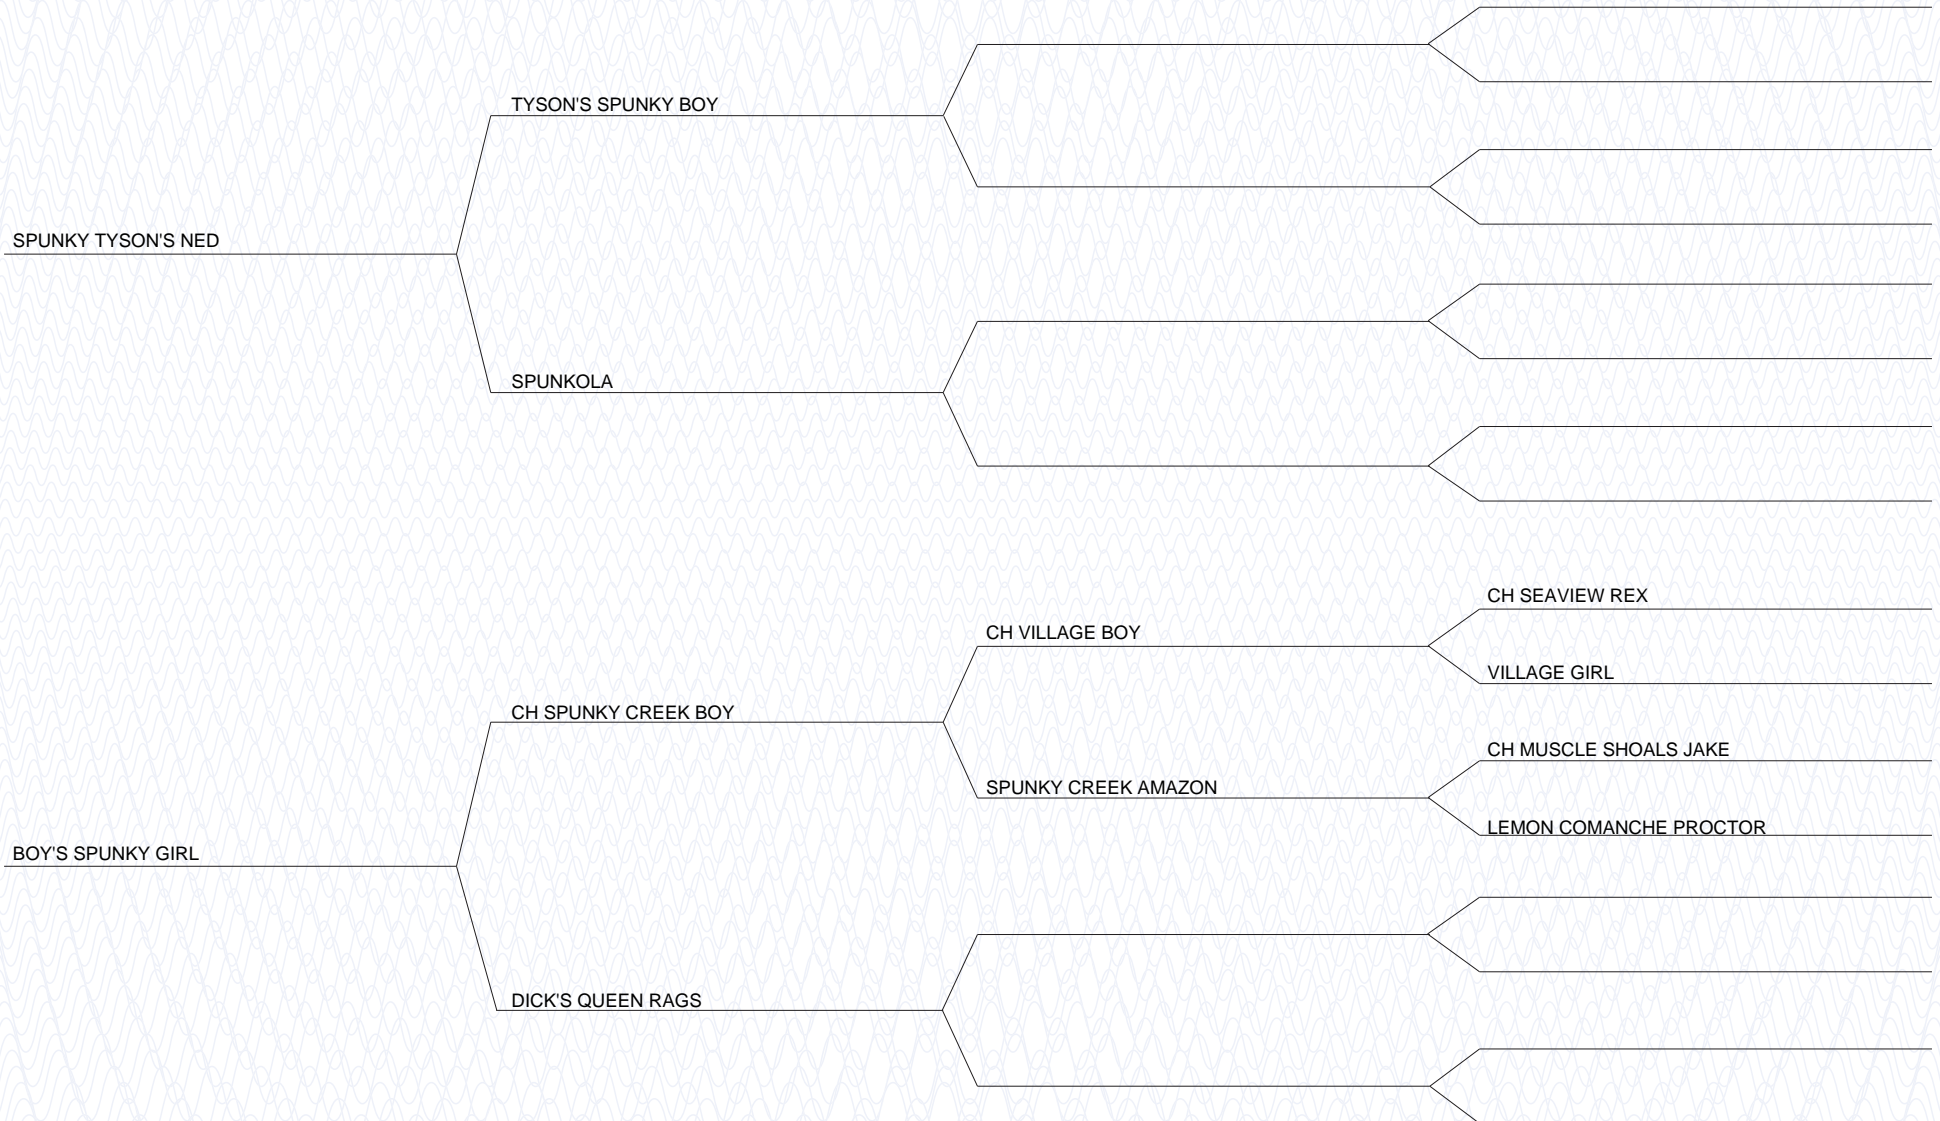 TYSON'S SPUNKY BOY
SPUNKY TYSON'S NED
SPUNKOLA
CH SEAVIEW REX
CH VILLAGE BOY
VILLAGE GIRL
CH SPUNKY CREEK BOY
CH MUSCLE SHOALS JAKE
SPUNKY CREEK AMAZON
LEMON COMANCHE PROCTOR
BOY'S SPUNKY GIRL
DICK'S QUEEN RAGS